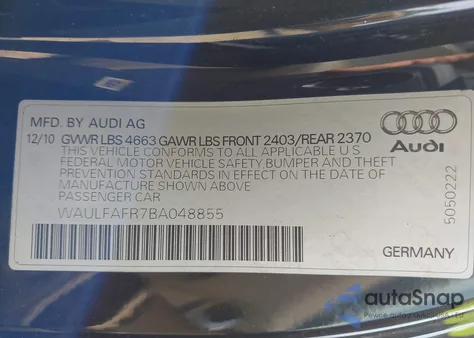 MFD. BY AUDI AG
12/10 GVWR LBS 4663 GAWR LBS FRONT 2403/REAR 2370
THIS VEHICLE CONFORMS TO ALL APPLICABLE U S
FEDERAL MOTOR VEHICLE SAFETY,BUMPER AND THEFT
PREVENTION STANDARDS IN EFFECT ON THE DATE OF
MANUFACTURE SHOWN ABOVE
PASSENGER CAR
WAULFAFR7BA048855
Audi
5050222
GERMANY
autoSnap
Pewne